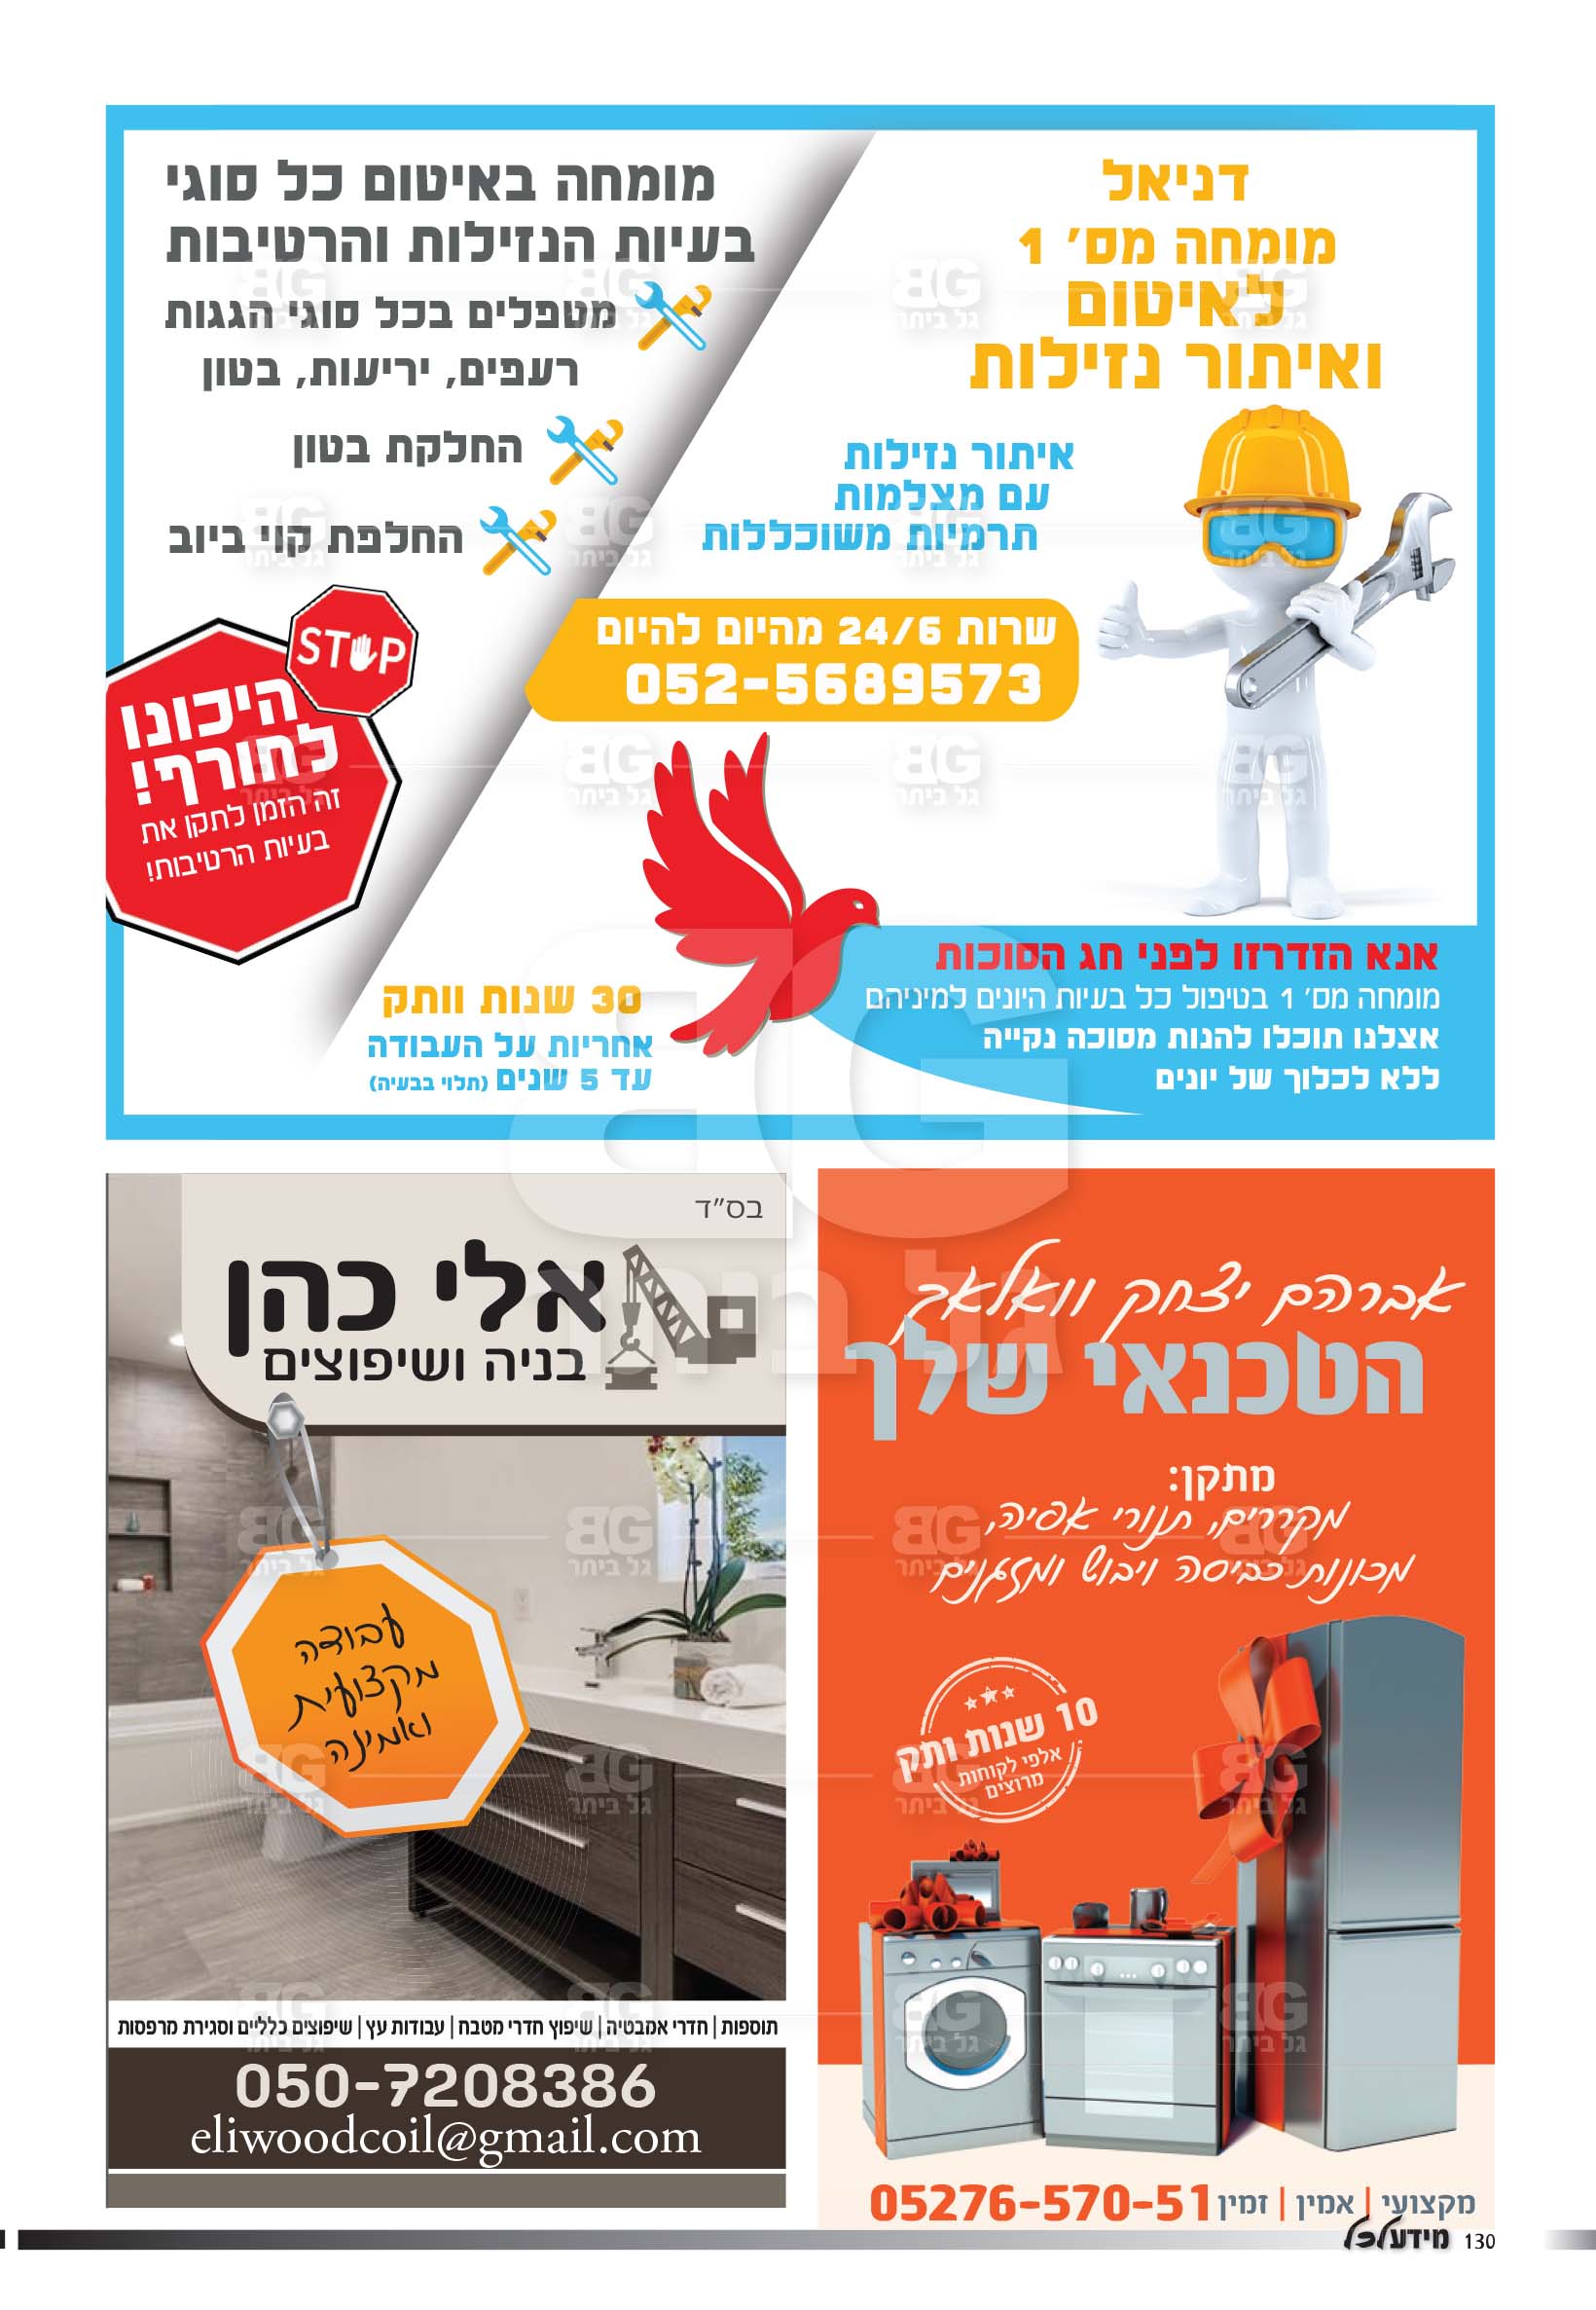 דניאל
מומחה מס' 1
לאיטום
ואיתור נזילות
איתור נזילות
עם מצלמות
תרמיות משוכללות
שרות 24/6 מהיום להיום
052-5689573
מומחה באיטום כל סוגי
בעיות הנזילות והרטיבות
מטפלים בכל סוגי הגגות
רעפים, יריעות, בטון
החלקת בטון
החלפת קווי ביוב
STOP
היכונו
לחורף!
זה הזמן לתקן את
בעיות הרטיבות!
אנא הזדרזו לפני חג הסוכות
מומחה מס' 1 בטיפול כל בעיות היונים למיניהם
אצלנו תוכלו להנות מסוכה נקייה
ללא לכלוך של יונים
30 שנות וותק
אחריות על העבודה
עד 5 שנים (תלוי בבעיה)
אברהם יצחק וואלאך
הטכנאי שלך
מתקן:
מקררים, תנורי אפיה,
מכונות כביסה ויבוש ומזגנים
10 שנות ותק
אלפי לקוחות
מרוצים
מקצועי | אמין | זמין 05276-570-51
בס"ד
אלי כהן
בניה ושיפוצים
עבודה
מקצועית
ואמינה
תוספות | חדרי אמבטיה | שיפוץ חדרי מטבח | עבודות עץ | שיפוצים כלליים וסגירת מרפסות
050-7208386
eliwoodcoil@gmail.com
130 מידע לכל
BG
גל ביתר